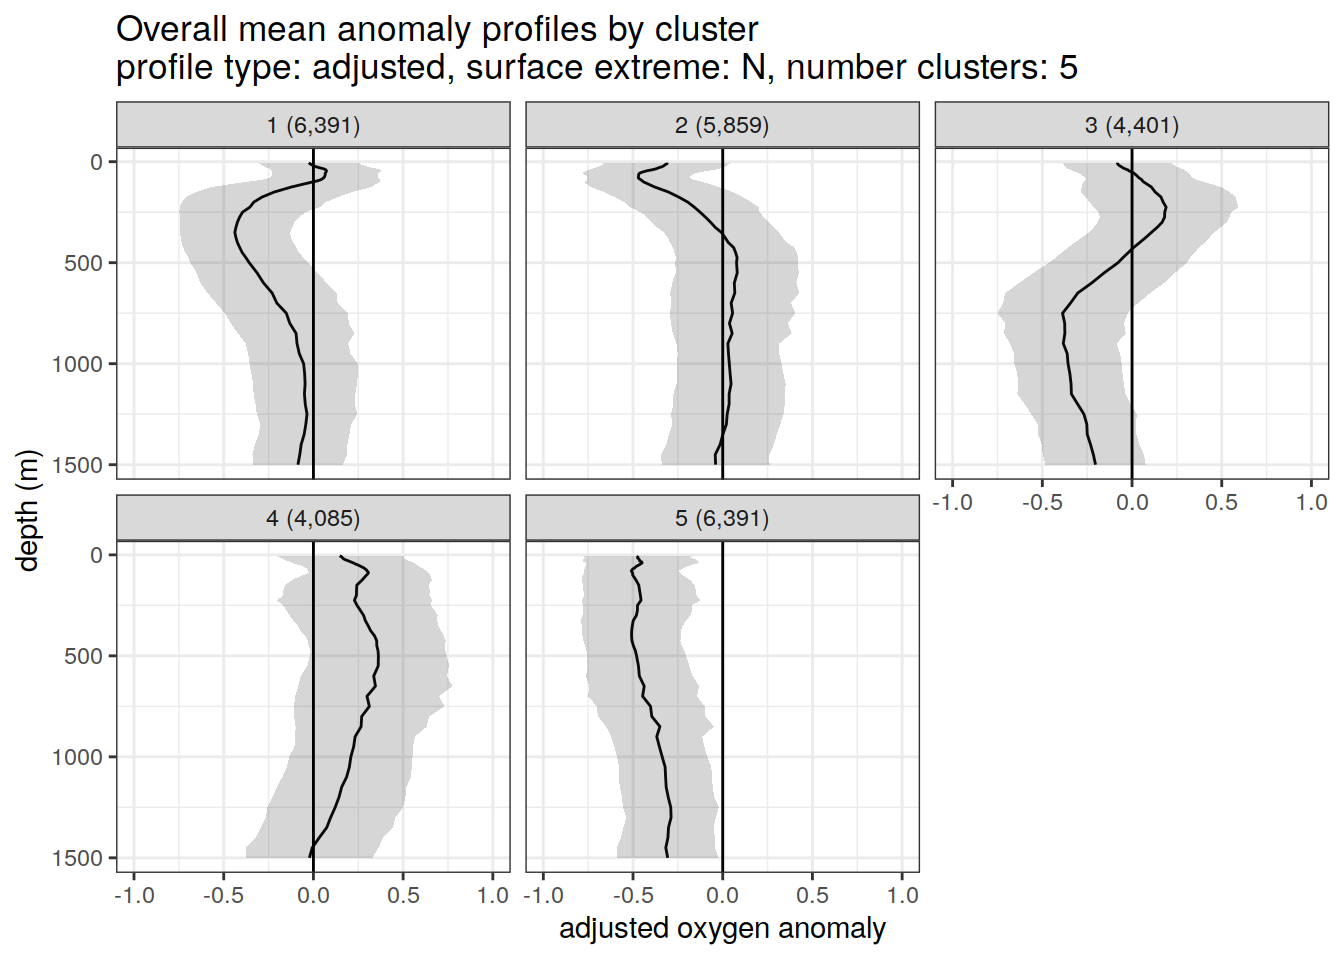 Overall mean anomaly profiles by cluster
profile type: adjusted, surface extreme: N, number clusters: 5
1 (6,391)
2 (5,859)
3 (4,401)
0
500
1000
1500
-1.0 -0.5 0.0 0.5 1.0
4 (4,085)
5 (6,391)
0
500
1000
1500
-1.0 -0.5 0.0 0.5 1.0
-1.0 -0.5 0.0 0.5 1.0
depth (m)
adjusted oxygen anomaly